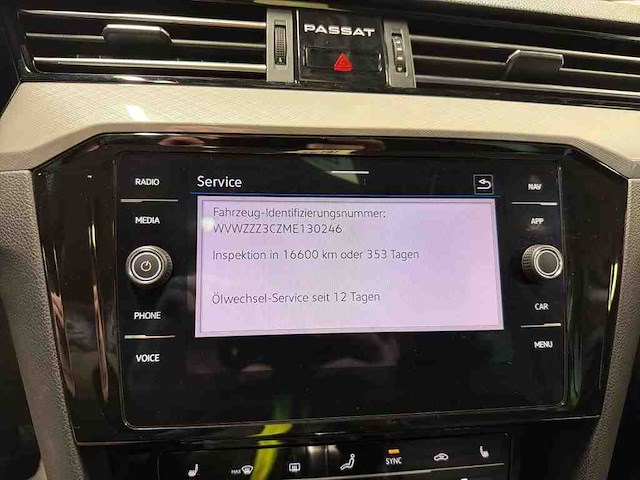 PASSAT
RADIO
Service
NAV
MEDIA
Fahrzeug-Identifizierungsnummer:
WVWZZZ3CZME130246
APP
Inspektion in 16600 km oder 353 Tagen
Ölwechsel-Service seit 12 Tagen
PHONE
CAR
VOICE
MENU
MAX
SYNC